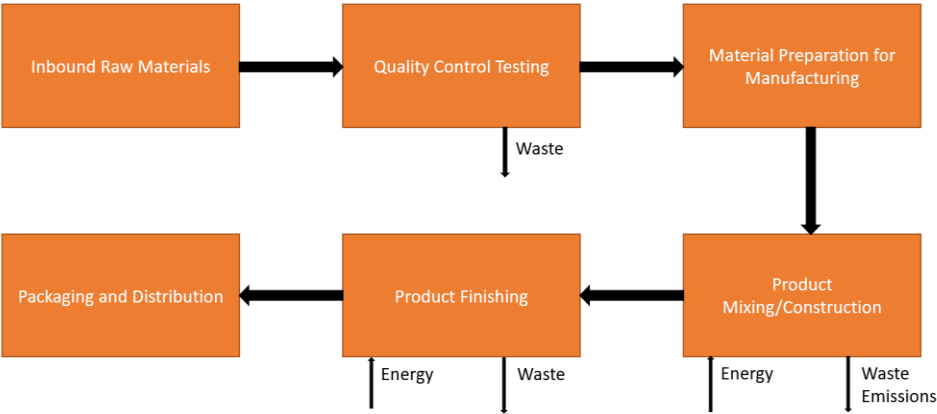 Inbound Raw Materials
Quality Control Testing
Material Preparation for
Manufacturing
Waste
Product
Mixing/Construction
Product Finishing
Packaging and Distribution
Energy
Waste
Energy
Waste
Emissions